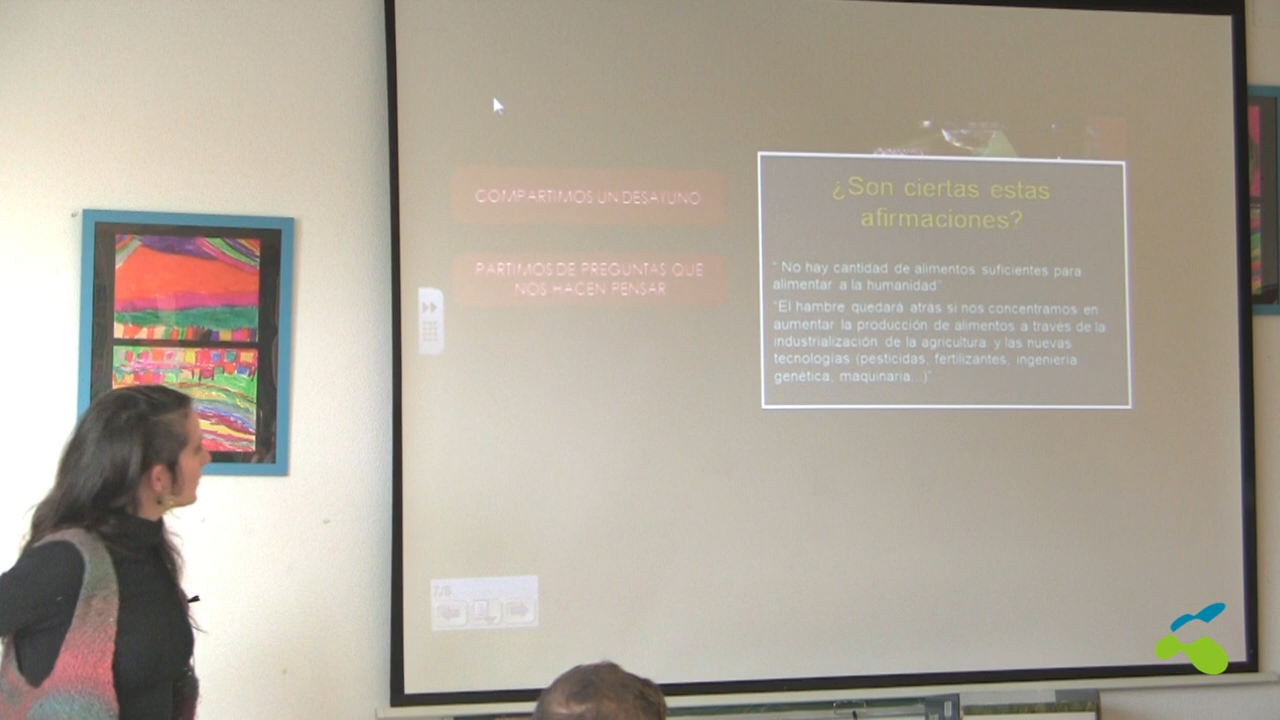 COMPARTIMOS UN DESAYUNO
PARTIMOS DE PREGUNTAS QUE
NOS HACEN PENSAR
¿Son ciertas estas
afirmaciones?
“ No hay cantidad de alimentos suficientes para
alimentar a la humanidad”
“El hambre quedará atrás si nos concentramos en
aumentar la producción de alimentos a través de la
industrialización de la agricultura y las nuevas
tecnologías (pesticidas, fertilizantes, ingeniería
genética, maquinaria...)”